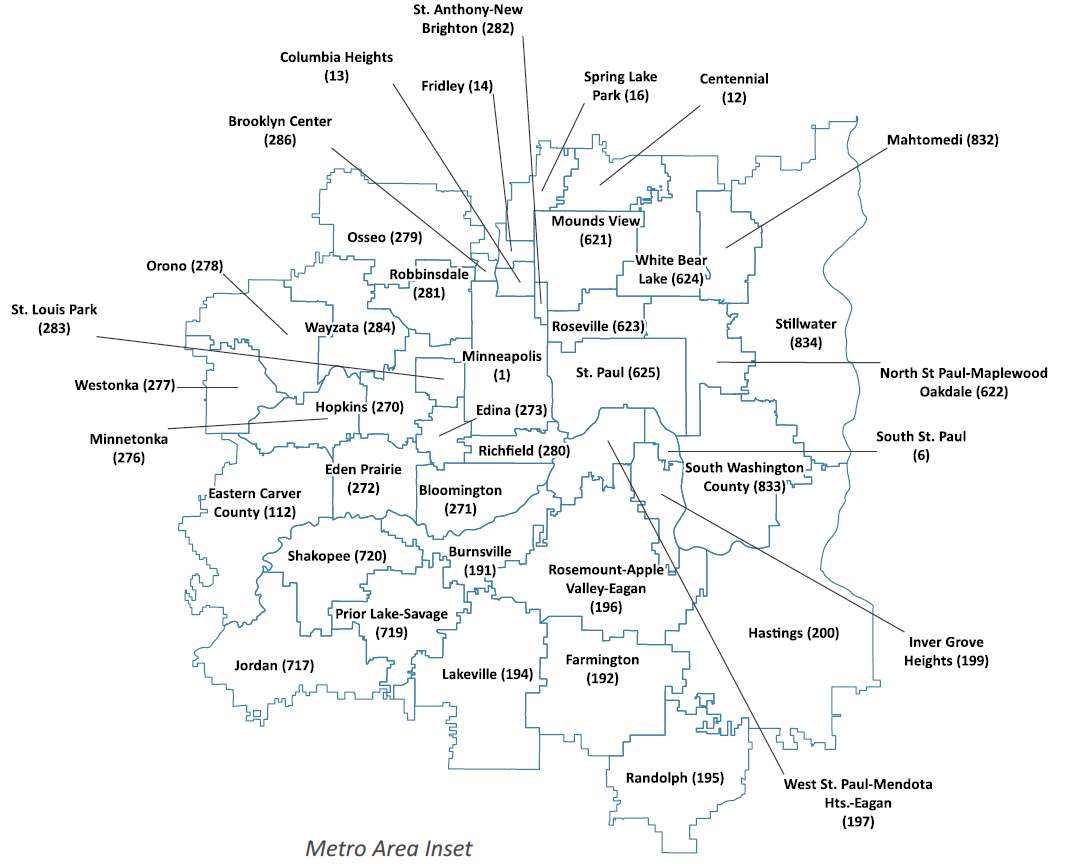 St. Anthony-New
Brighton (282)
Columbia Heights
(13)
Fridley (14)
Spring Lake
Park (16)
Centennial
(12)
Brooklyn Center
(286)
Mahtomedi (832)
Mounds View
(621)
Osseo (279)
White Bear
Lake (624)
Orono (278)
Robbinsdale
(281)
St. Louis Park
(283)
Wayzata (284)
Roseville (623)
Stillwater
(834)
Minneapolis
(1)
St. Paul (625)
North St Paul-Maplewood
Oakdale (622)
Westonka (277)
Hopkins (270)
Edina (273)
Minnetonka
(276)
South St. Paul
(6)
Richfield (280)
Eden Prairie
(272)
South Washington
County (833)
Bloomington
(271)
Eastern Carver
County (112)
Shakopee (720)
Burnsville
(191)
Rosemount-Apple
Valley-Eagan
(196)
Prior Lake-Savage
(719)
Hastings (200)
Inver Grove
Heights (199)
Jordan (717)
Lakeville (194)
Farmington
(192)
Randolph (195)
West St. Paul-Mendota
Hts.-Eagan
(197)
Metro Area Inset